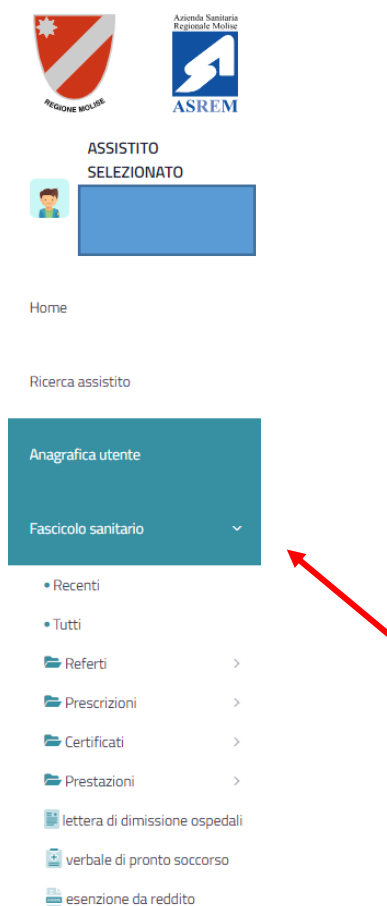 Azienda Sanitaria
Regionale Molise
REGIONE MOLISE
ASREM
ASSISTITO
SELEZIONATO
Home
Ricerca assistito
Anagrafica utente
Fascicolo sanitario
Recenti
Tutti
Referti
Prescrizioni
Certificati
Prestazioni
lettera di dimissione ospedali
verbale di pronto soccorso
esenzione da reddito